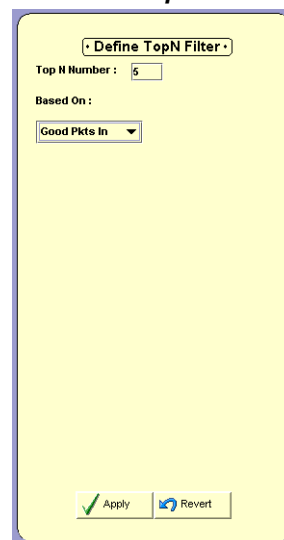 • Define TopN Filter •
Top N Number : 5
Based On :
Good Pkts In
Apply Revert